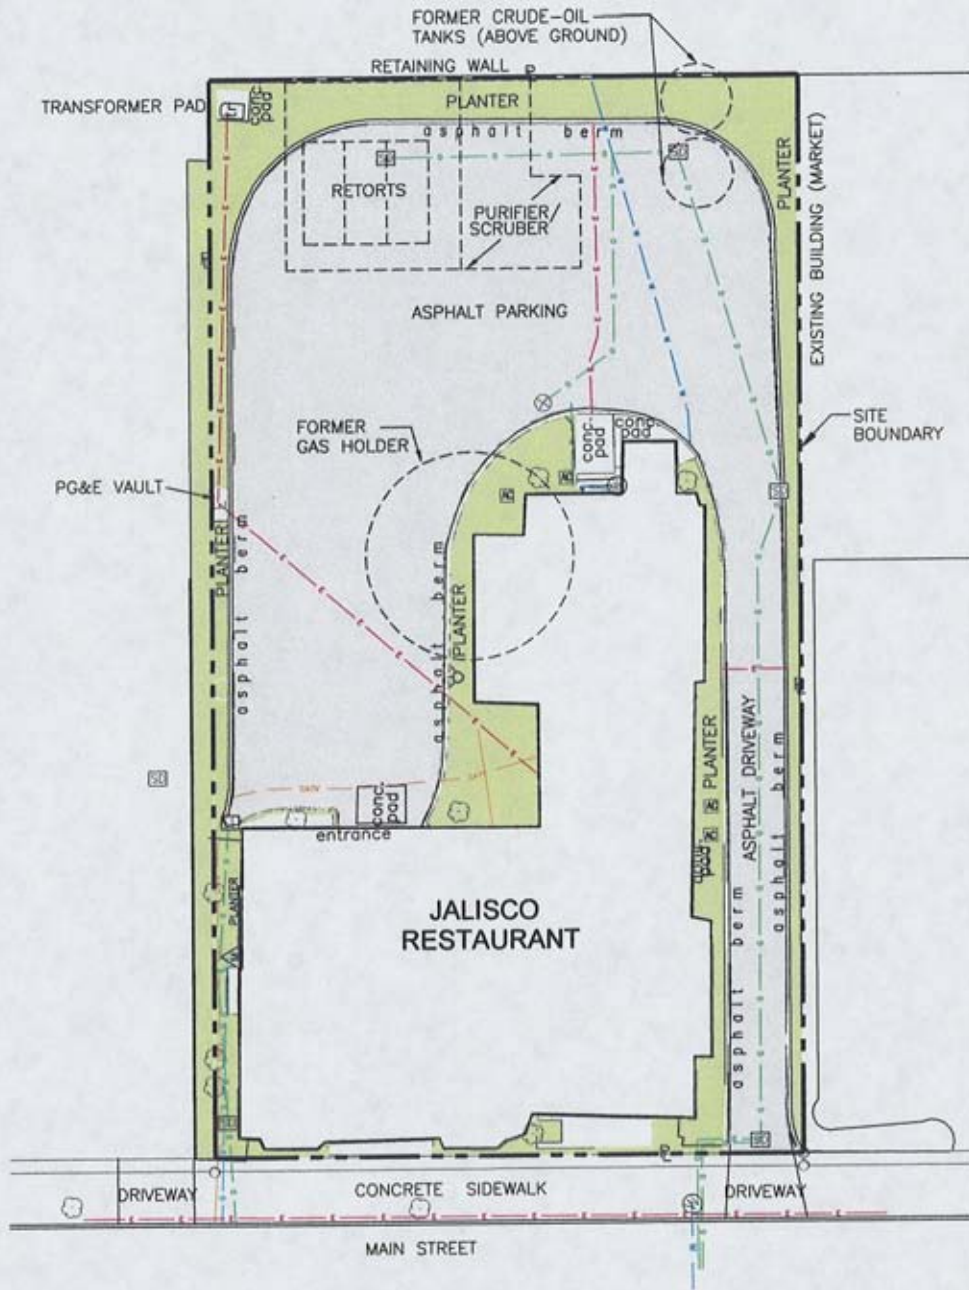 FORMER CRUDE-OIL
TANKS (ABOVE GROUND)
RETAINING WALL
TRANSFORMER PAD
conc.
pad
PLANTER
asphalt berm
PLANTER
EXISTING BUILDING (MARKET)
RETORTS
PURIFIER
SCRUBER
ASPHALT PARKING
FORMER
GAS HOLDER
conc.
pad
conc.
pad
SITE
BOUNDARY
PG&E VAULT
PLANTER
asphalt berm
asphalt berm
PLANTER
PLANTER
ASPHALT DRIVEWAY
asphalt berm
conc.
pad
SD
entrance
conc.
pad
PLANTER
JALISCO
RESTAURANT
asphalt berm
DRIVEWAY
CONCRETE SIDEWALK
DRIVEWAY
MAIN STREET